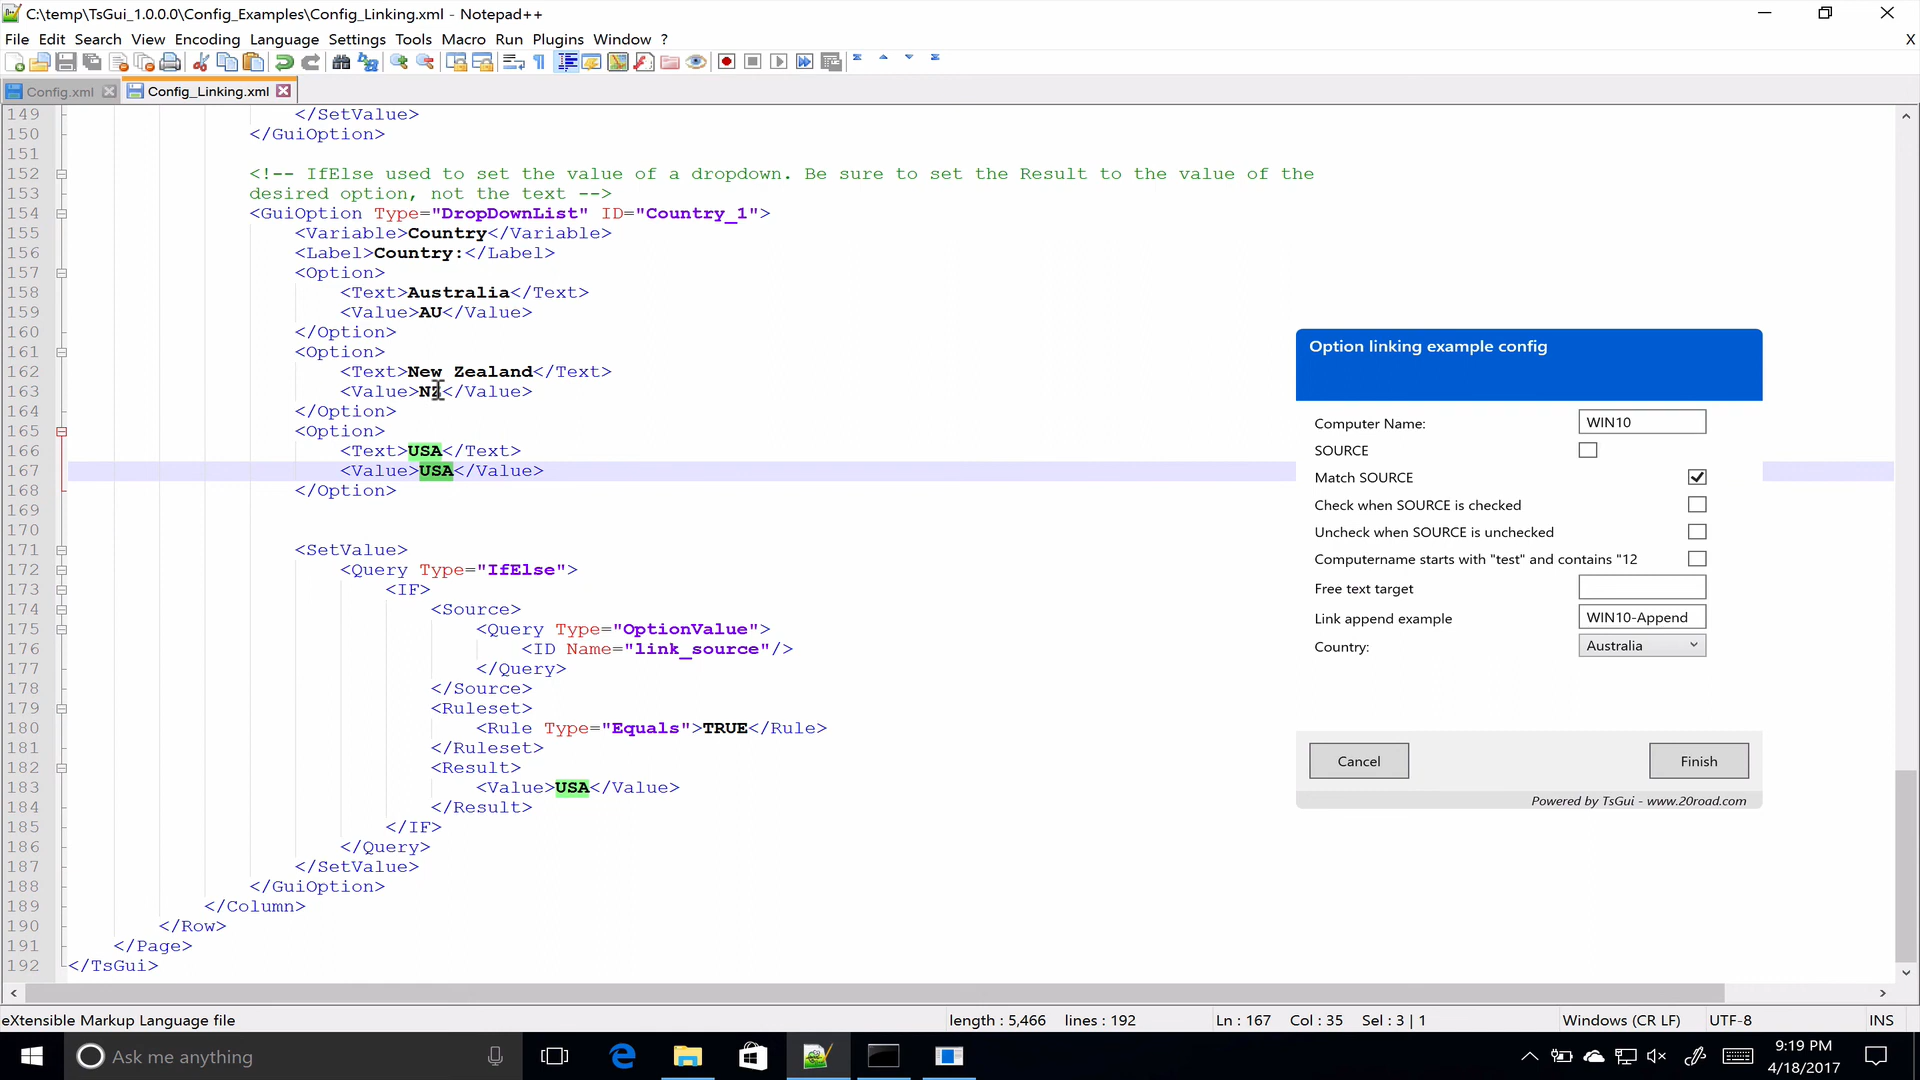 C:\temp\TsGui_1.0.0.0\Config_Examples\Config_Linking.xml - Notepad++
File Edit Search View Encoding Language Settings Tools Macro Run Plugins Window ? X
Config.xml Config_Linking.xml
149 </SetValue>
150 </GuiOption>
151
152 <!-- IfElse used to set the value of a dropdown. Be sure to set the Result to the value of the
153 desired option, not the text -->
154 <GuiOption Type="DropDownList" ID="Country_1">
155 <Variable>Country</Variable>
156 <Label>Country:</Label>
157 <Option>
158 <Text>Australia</Text>
159 <Value>AU</Value>
160 </Option>
161 <Option>
162 <Text>New Zealand</Text>
163 <Value>NZ</Value>
164 </Option>
165 <Option>
166 <Text>USA</Text>
167 <Value>USA</Value>
168 </Option>
169
170
171 <SetValue>
172 <Query Type="IfElse">
173 <IF>
174 <Source>
175 <Query Type="OptionValue">
176 <ID Name="link_source"/>
177 </Query>
178 </Source>
179 <Ruleset>
180 <Rule Type="Equals">TRUE</Rule>
181 </Ruleset>
182 <Result>
183 <Value>USA</Value>
184 </Result>
185 </IF>
186 </Query>
187 </SetValue>
188 </GuiOption>
189 </Column>
190 </Row>
191 </Page>
192 </TsGui>
Option linking example config
Computer Name: WIN10
SOURCE
Match SOURCE
Check when SOURCE is checked
Uncheck when SOURCE is unchecked
Computername starts with "test" and contains "12
Free text target
Link append example WIN10-Append
Country: Australia
Cancel Finish
Powered by TsGui - www.20road.com
eXtensible Markup Language file length : 5,466 lines : 192 Ln : 167 Col : 35 Sel : 3 | 1 Windows (CR LF) UTF-8 INS
Ask me anything
9:19 PM
4/18/2017